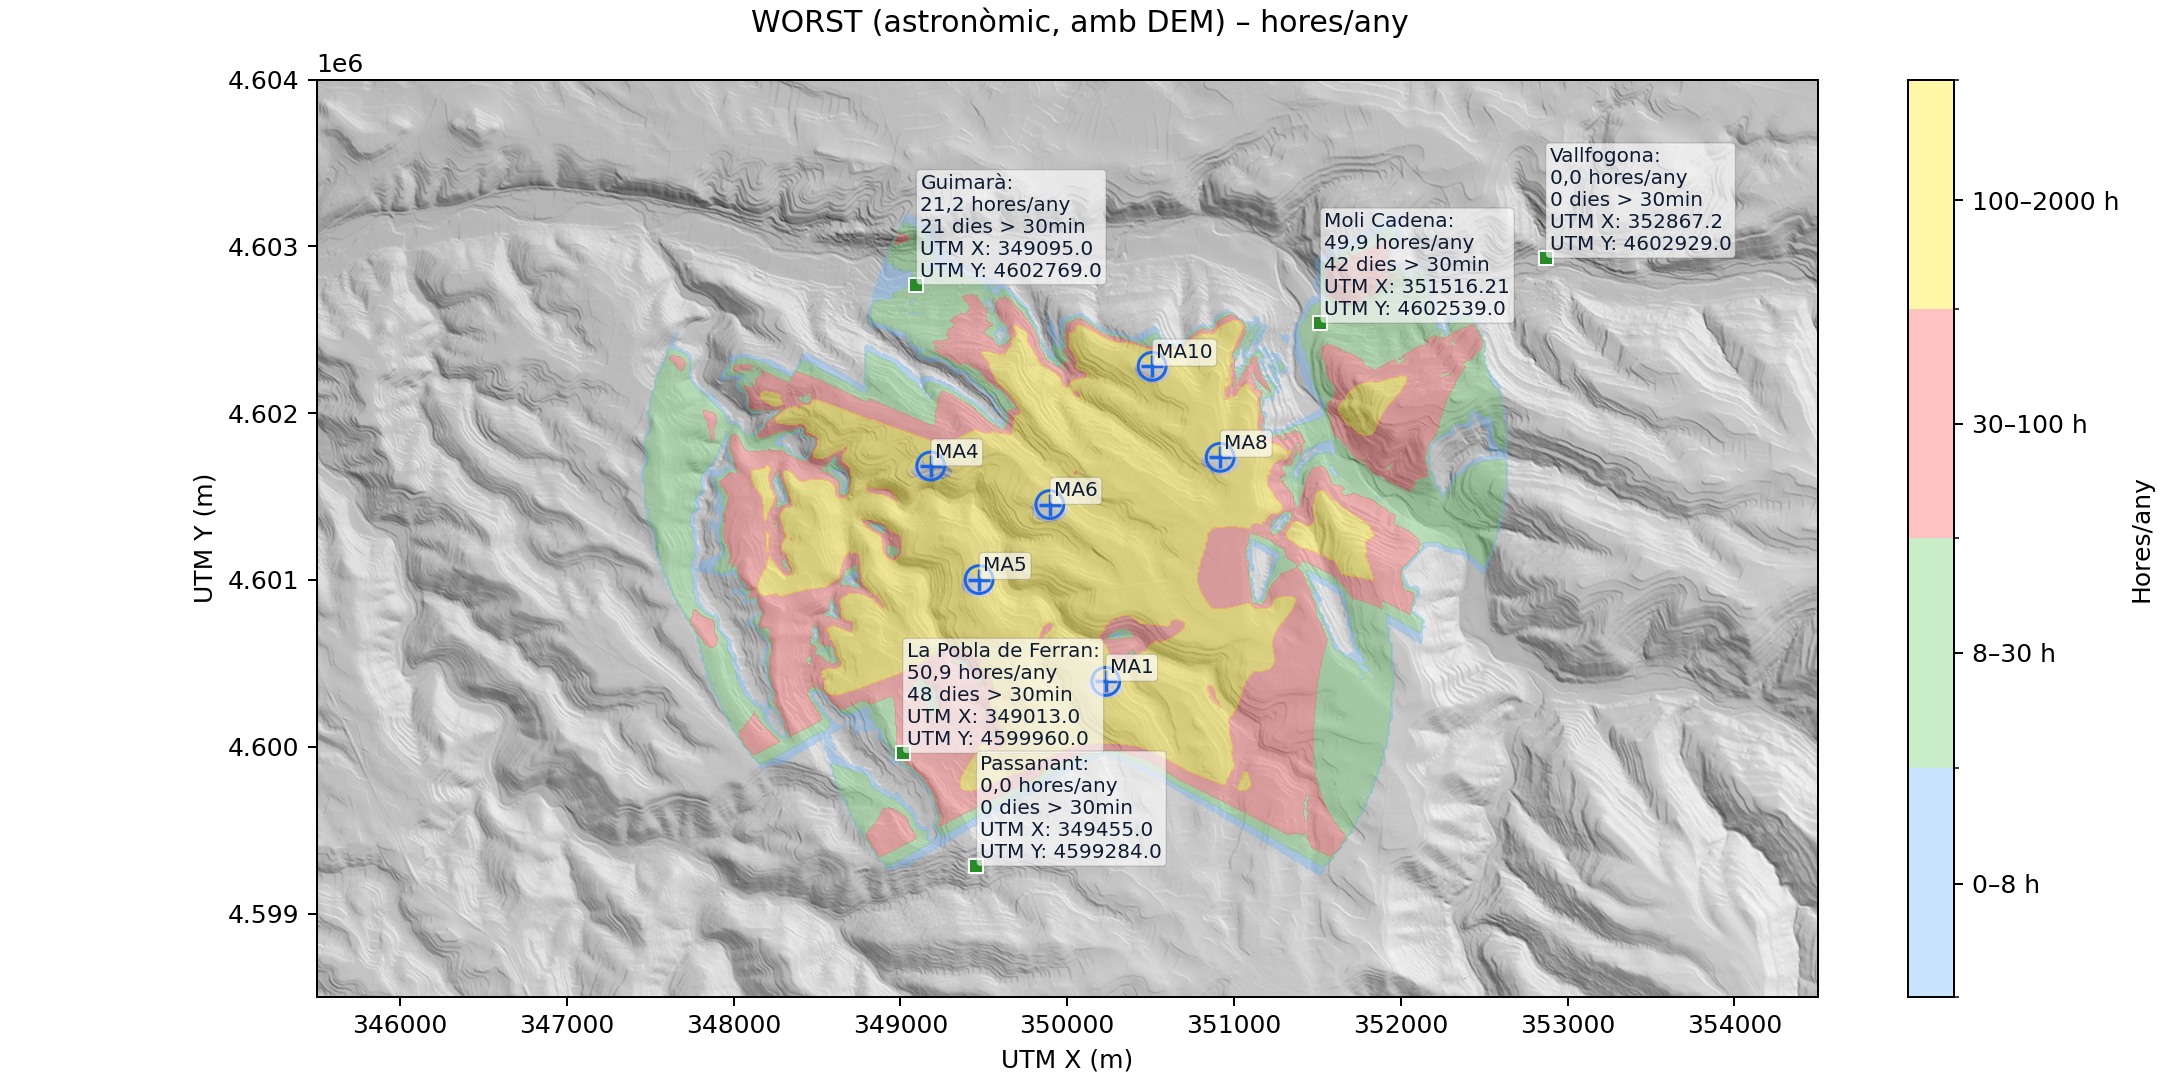 WORST (astronòmic, amb DEM) – hores/any
1e6
4.604
4.603
4.602
4.601
4.600
4.599
UTM Y (m)
Guimarà:
21,2 hores/any
21 dies > 30min
UTM X: 349095.0
UTM Y: 4602769.0
Moli Cadena:
49,9 hores/any
42 dies > 30min
UTM X: 351516.21
UTM Y: 4602539.0
Vallfogona:
0,0 hores/any
0 dies > 30min
UTM X: 352867.2
UTM Y: 4602929.0
MA10
MA8
MA4
MA6
MA5
MA1
La Pobla de Ferran:
50,9 hores/any
48 dies > 30min
UTM X: 349013.0
UTM Y: 4599960.0
Passanant:
0,0 hores/any
0 dies > 30min
UTM X: 349455.0
UTM Y: 4599284.0
346000 347000 348000 349000 350000 351000 352000 353000 354000
UTM X (m)
100–2000 h
30–100 h
8–30 h
0–8 h
Hores/any